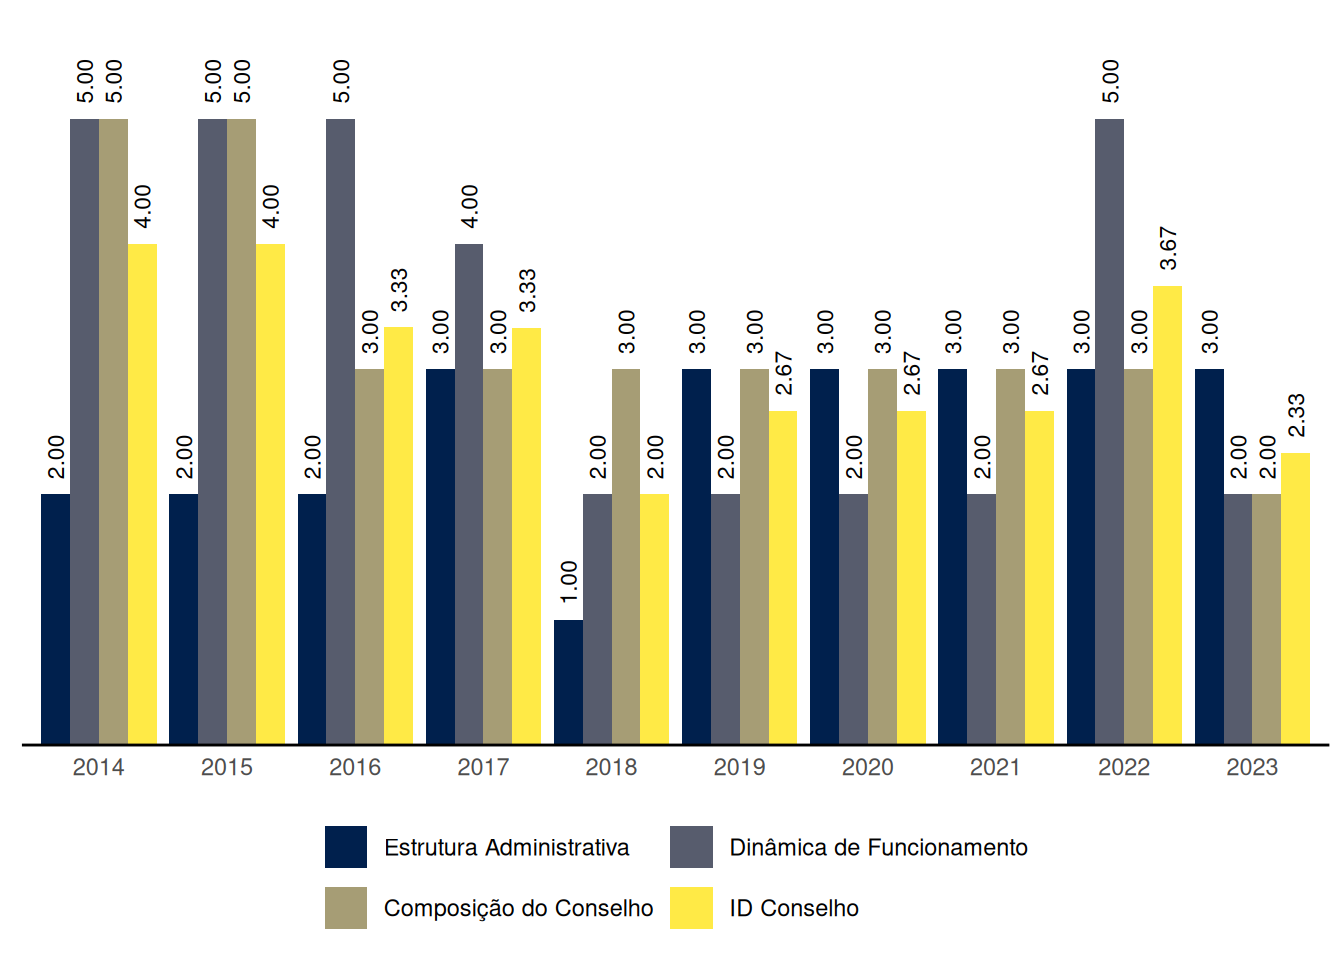 2.00 5.00 5.00 4.00 2.00 5.00 5.00 4.00 2.00 5.00 3.00 3.33 3.00 4.00 3.00 3.33 1.00 2.00 3.00 2.00 3.00 2.00 3.00 2.67 3.00 2.00 3.00 2.67 3.00 2.00 3.00 2.67 3.00 5.00 3.00 3.67 3.00 2.00 2.00 2.33
2014 2015 2016 2017 2018 2019 2020 2021 2022 2023
Estrutura Administrativa Dinâmica de Funcionamento
Composição do Conselho ID Conselho